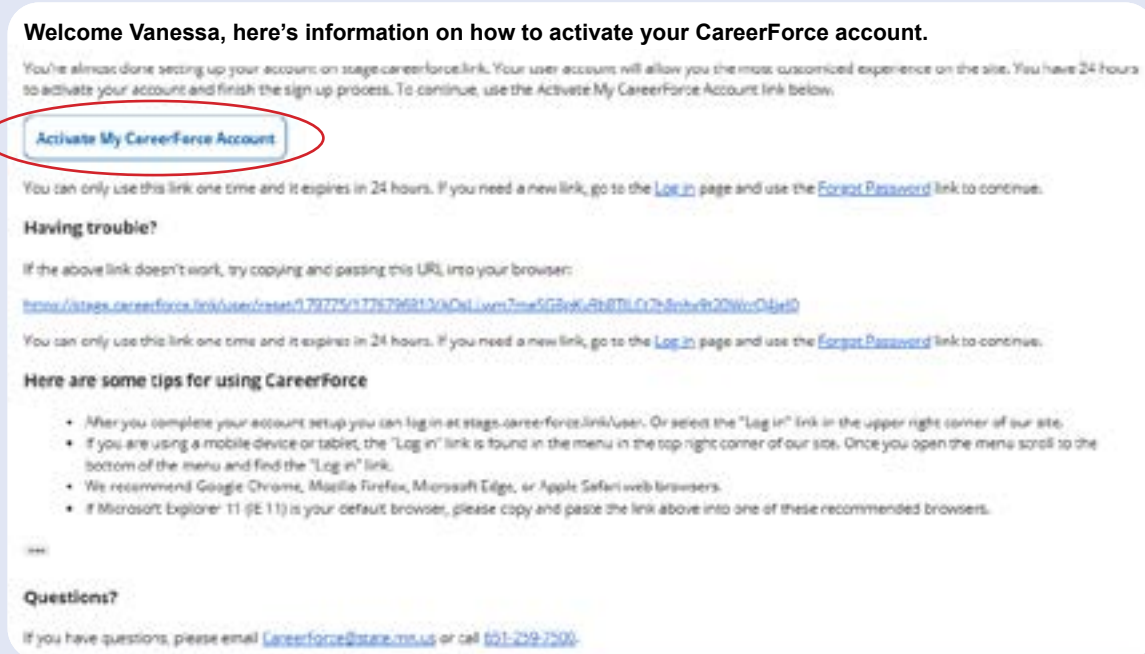 Welcome Vanessa, here's information on how to activate your CareerForce account.
You're almost done setting up your account on stage.careerforce.link. Your user account will allow you the most customized experience on the site. You have 24 hours
to activate your account and finish the sign up process. To continue, use the Activate My CareerForce Account link below.
Activate My CareerForce Account
You can only use this link one time and it expires in 24 hours. If you need a new link, go to the Log in page and use the Forgot Password link to continue.
Having trouble?
If the above link doesn't work, try copying and pasting this URL into your browser:
You can only use this link one time and it expires in 24 hours. If you need a new link, go to the Log in page and use the Forgot Password link to continue.
Here are some tips for using CareerForce
• After you complete your account setup you can log in at stage.careerforce.link/user. Or select the "Log in" link in the upper right corner of our site.
• If you are using a mobile device or tablet, the "Log in" link is found in the menu in the top right corner of our site. Once you open the menu scroll to the
bottom of the menu and find the "Log in" link.
• We recommend Google Chrome, Mozilla Firefox, Microsoft Edge, or Apple Safari web browsers.
• If Microsoft Explorer 11 (IE 11) is your default browser, please copy and paste the link above into one of these recommended browsers.
Questions?
If you have questions, please email CareerForce@state.mn.us or call 651-259-7500.